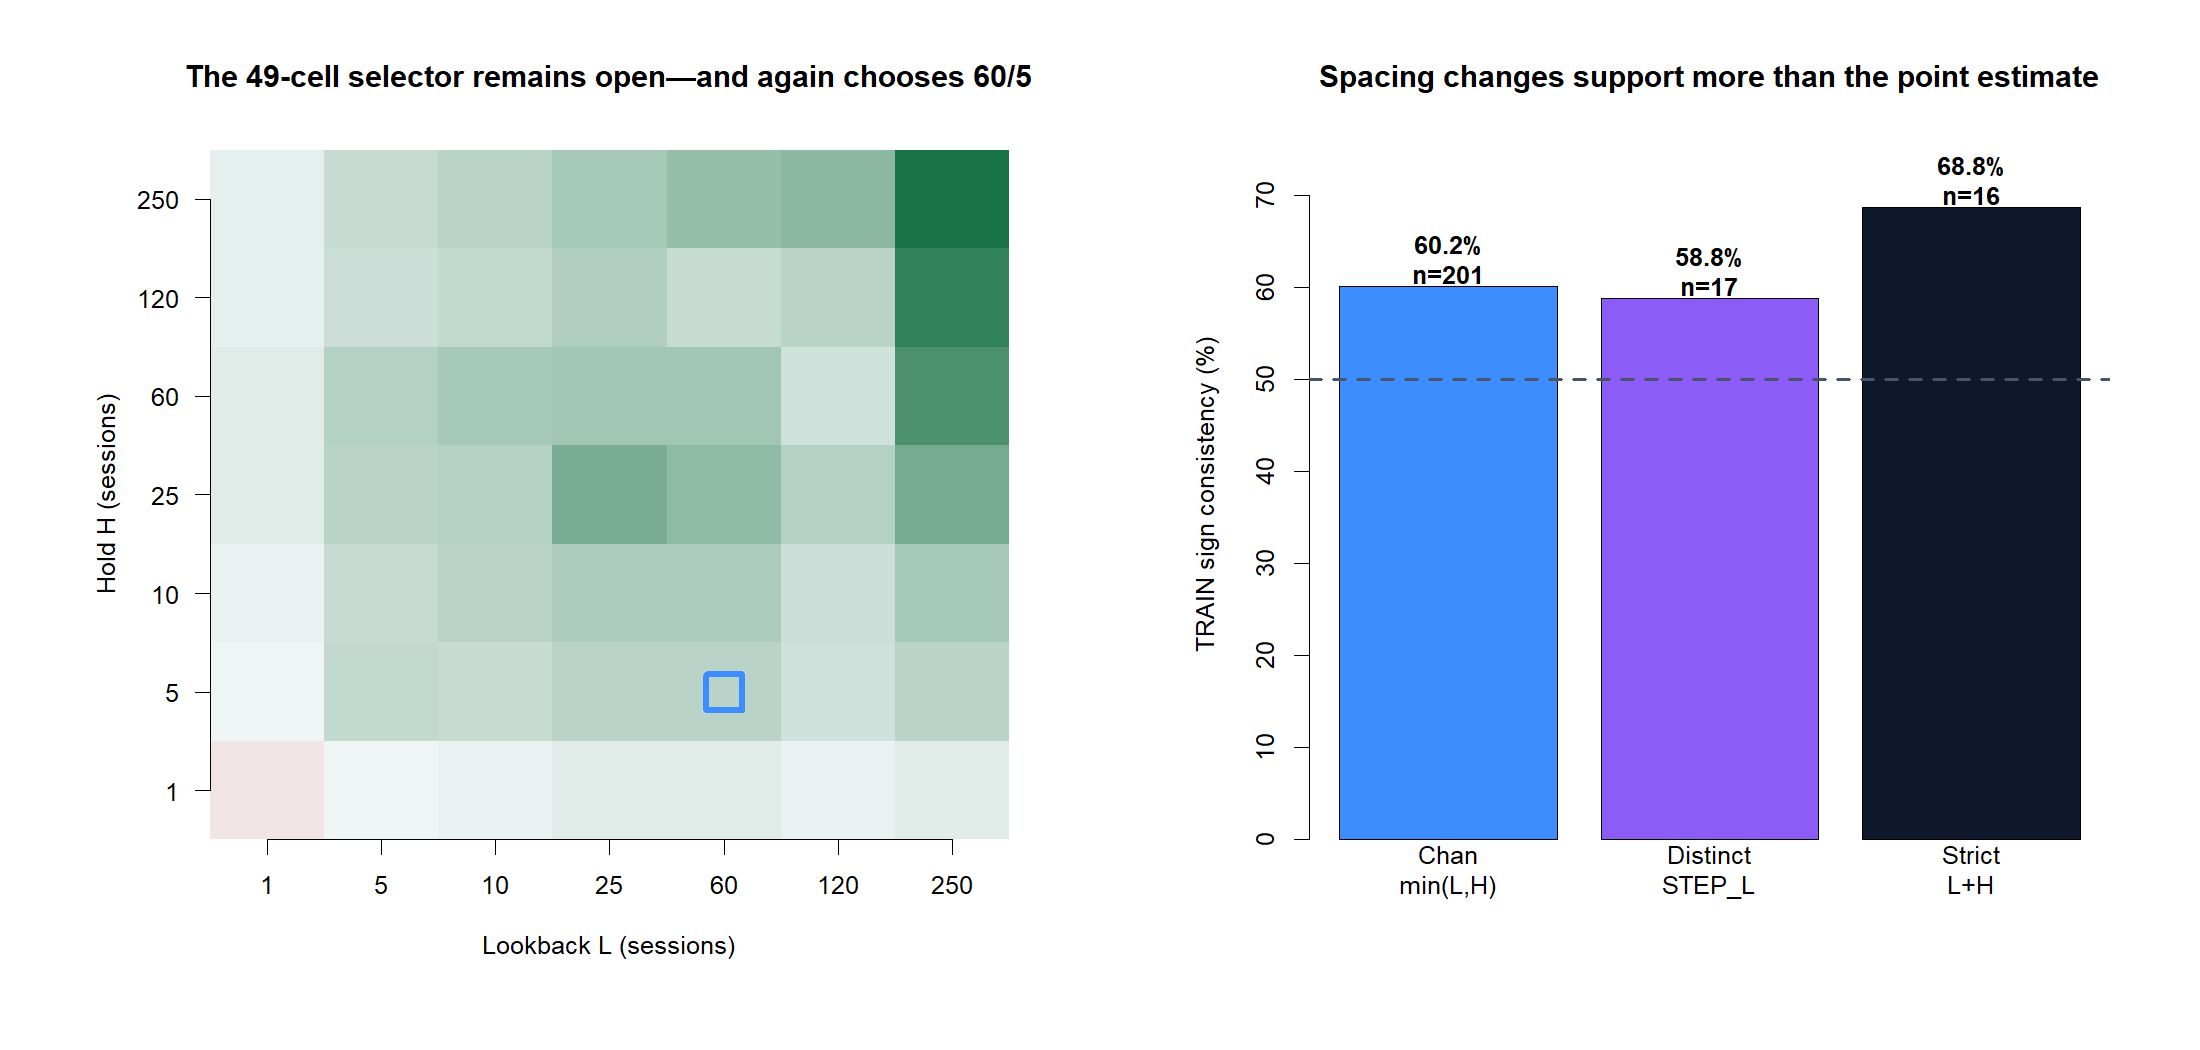 The 49-cell selector remains open—and again chooses 60/5
Hold H (sessions)
250
120
60
25
10
5
1
1 5 10 25 60 120 250
Lookback L (sessions)
Spacing changes support more than the point estimate
TRAIN sign consistency (%)
70
60
50
40
30
20
10
0
60.2%
n=201
58.8%
n=17
68.8%
n=16
Chan
min(L,H)
Distinct
STEP_L
Strict
L+H